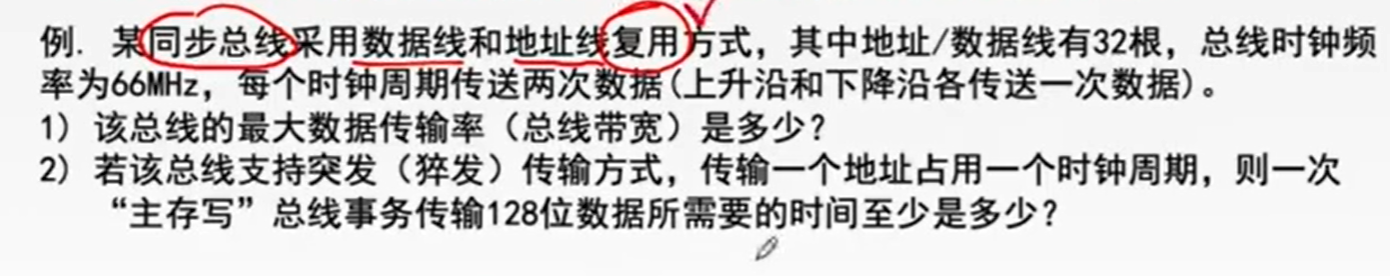 例. 某同步总线采用数据线和地址线复用方式，其中地址/数据线有32根，总线时钟频
率为66MHz，每个时钟周期传送两次数据(上升沿和下降沿各传送一次数据)。
1) 该总线的最大数据传输率（总线带宽）是多少?
2) 若该总线支持突发（猝发）传输方式，传输一个地址占用一个时钟周期，则一次
“主存写”总线事务传输128位数据所需要的时间至少是多少?